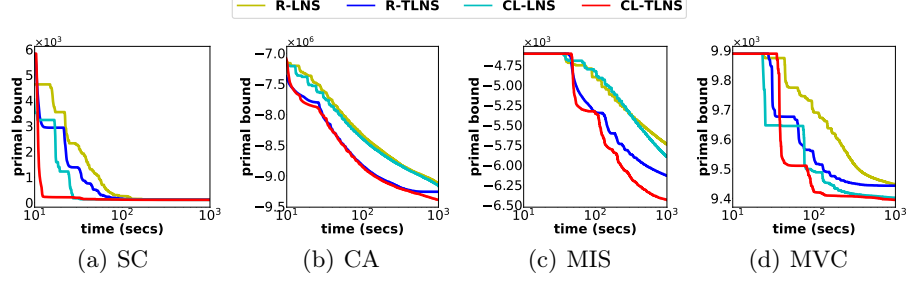 R-LNS R-TLNS CL-LNS CL-TLNS
×10³ ×10⁶ ×10³ ×10³
primal bound primal bound primal bound primal bound
6 −7.0 −4.75 9.9
5 −7.5 −5.00 9.8
4 −8.0 −5.25 9.7
3 −8.5 −5.50 9.6
2 −9.0 −5.75 9.5
1 −9.5 −6.00 9.4
0 −6.25
−6.50
10¹ 10² 10³ 10¹ 10² 10³ 10¹ 10² 10³ 10¹ 10² 10³
time (secs) time (secs) time (secs) time (secs)
(a) SC (b) CA (c) MIS (d) MVC